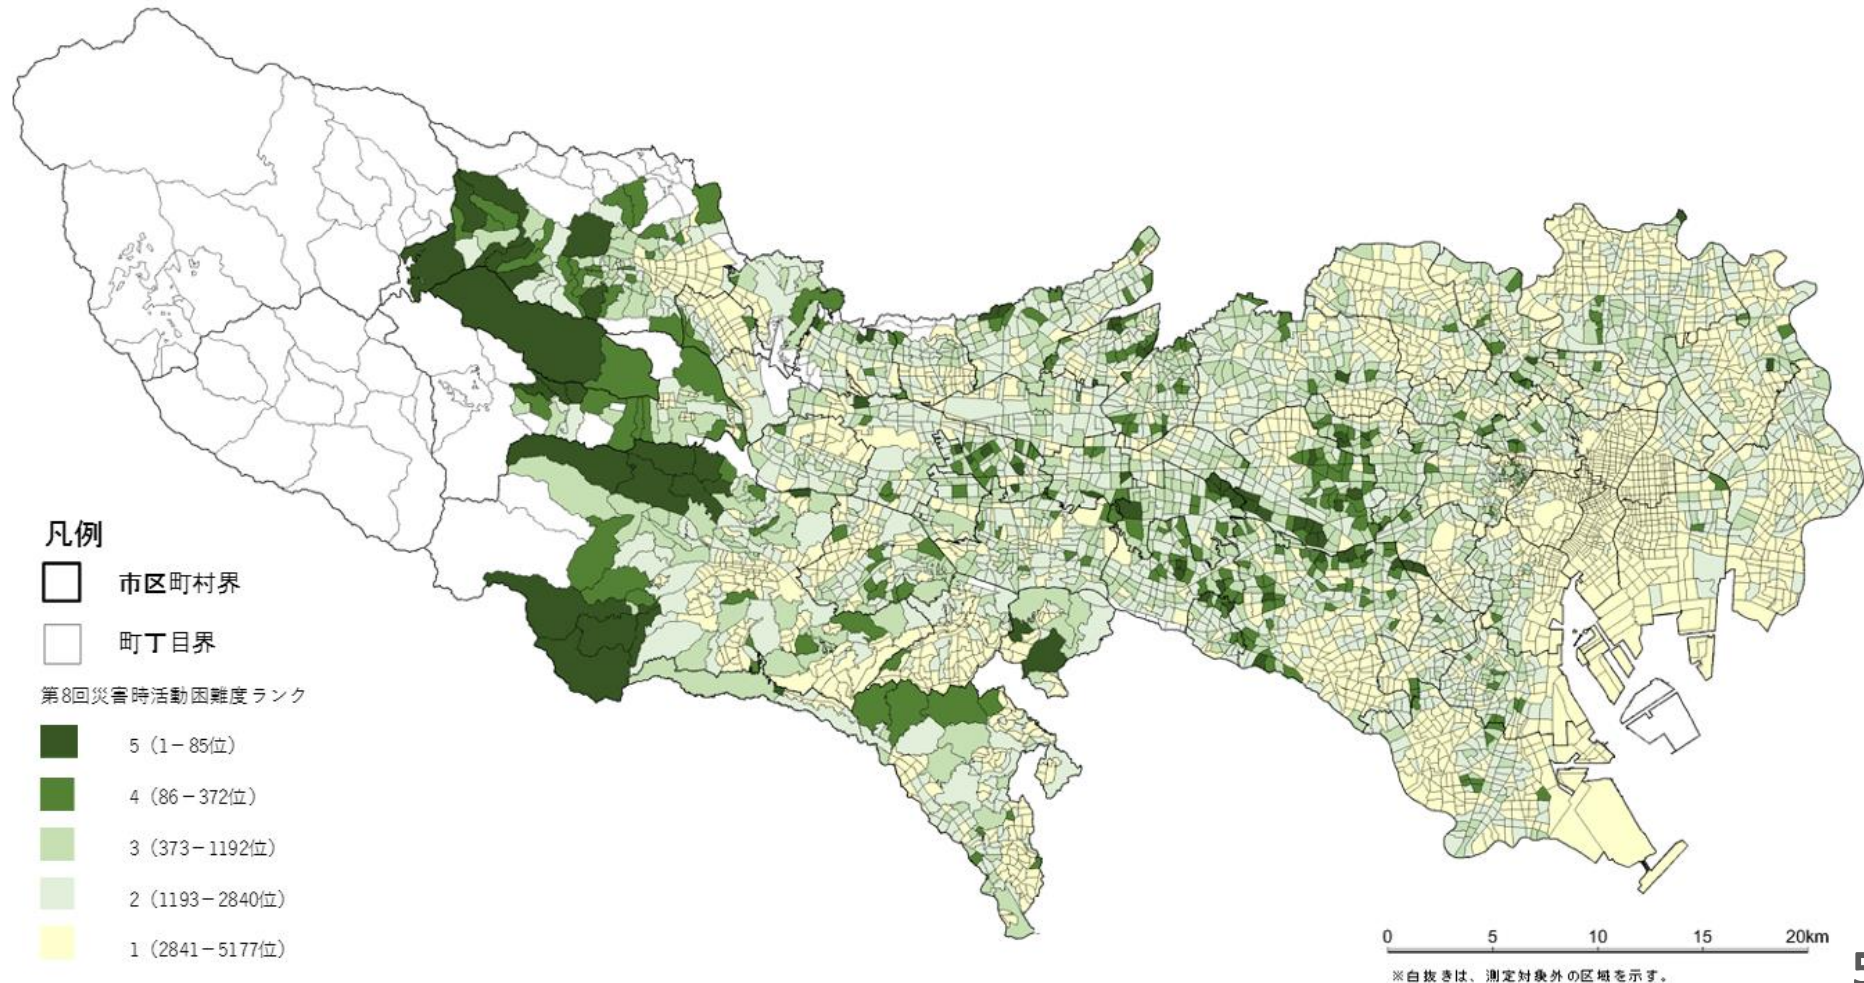 凡例
市区町村界
町丁目界
第8回災害時活動困難度ランク
5（1－85位）
4（86－372位）
3（373－1192位）
2（1193－2840位）
1（2841－5177位）
0 5 10 15 20km
※白抜きは、測定対象外の区域を示す。